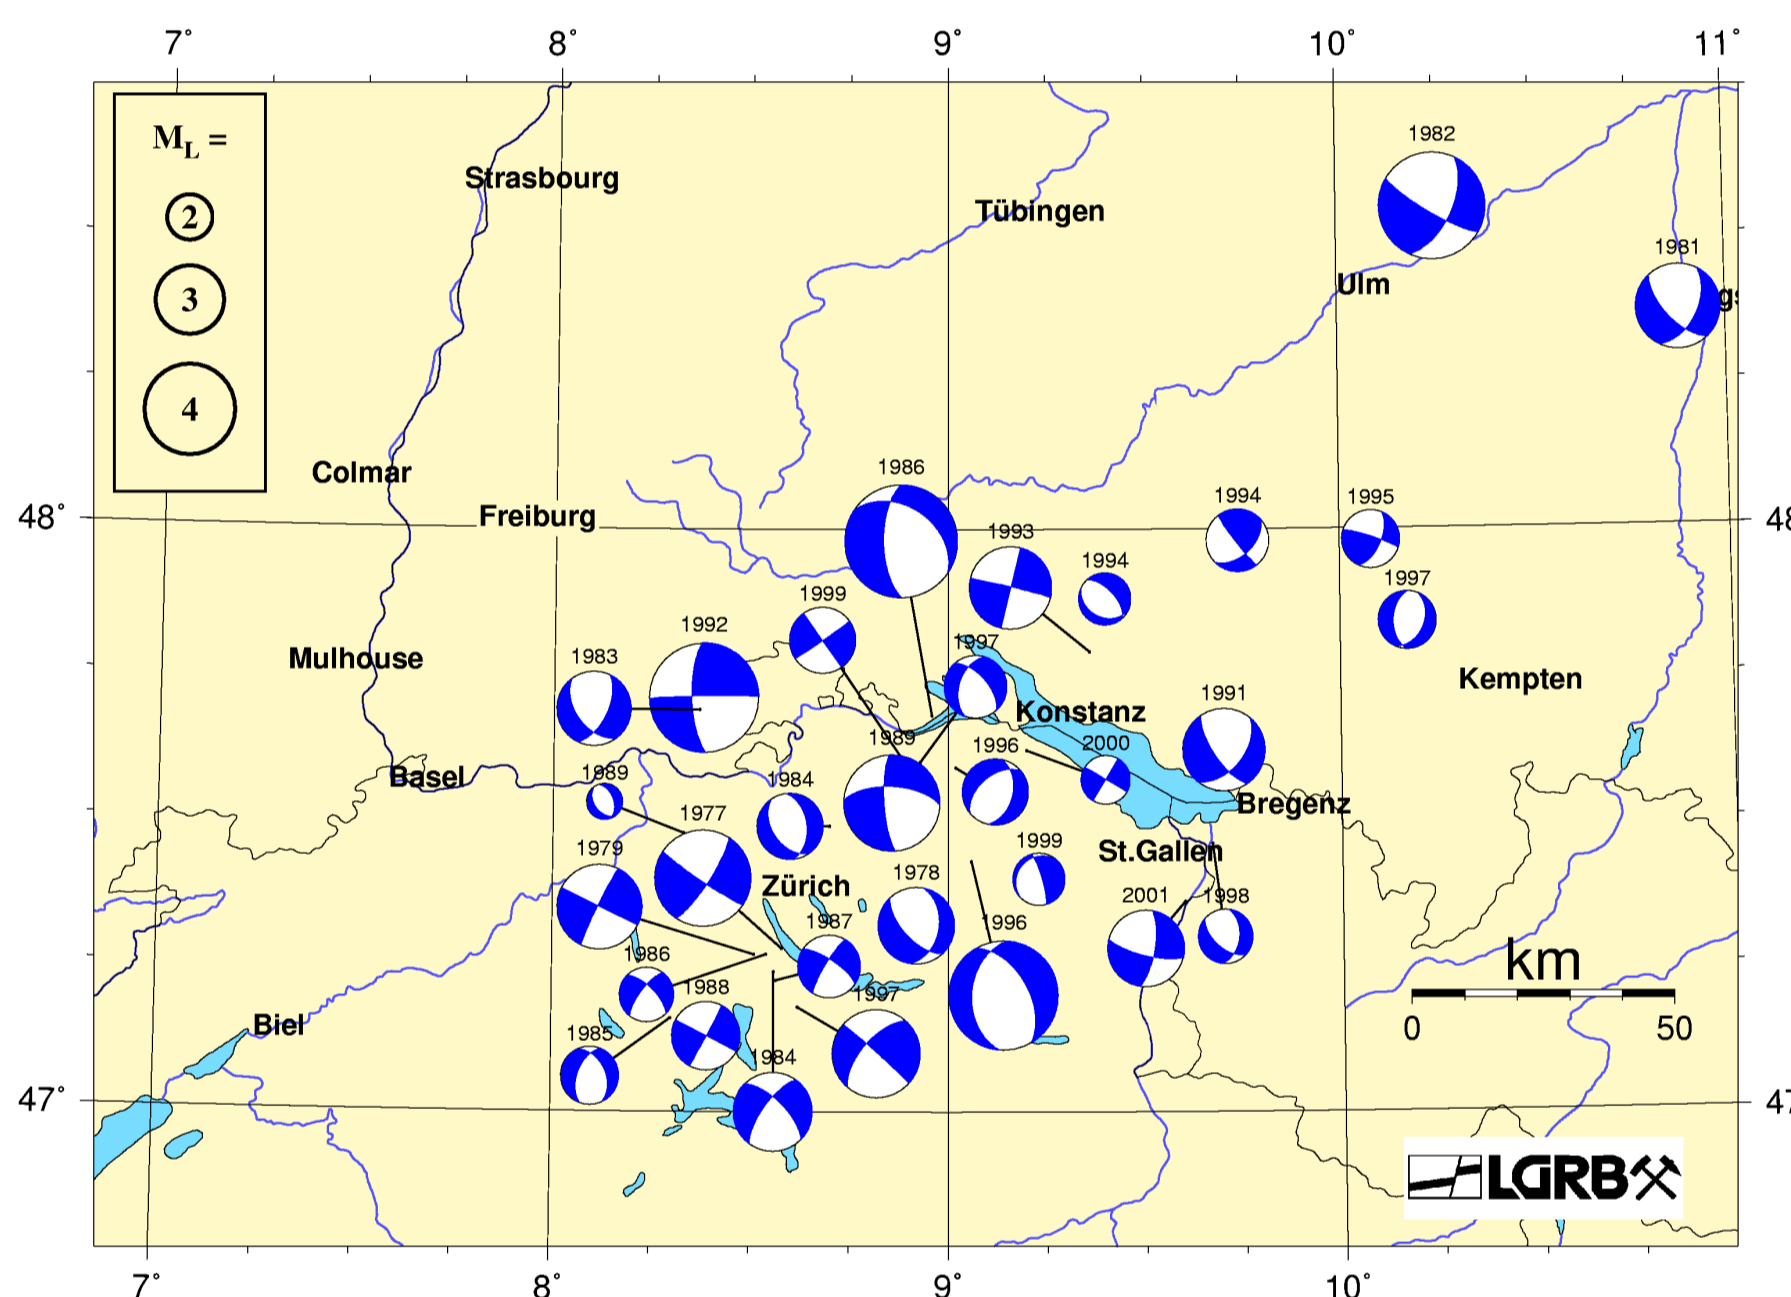 7° 8° 9° 10° 11°
M_L =
2
3
4
1982
Strasbourg
Tübingen
1981
Ulm
gs
Colmar
1986
48° Freiburg 1994 1995 48
1993
1994
1997
1999
1992
1997
1983
Mulhouse
Kempten
1991
Konstanz
1989 1996 2000
Basel
1989 1984
Bregenz
1977
1979
1999
St.Gallen
1978
Zürich
2001 1998
1987 1996
1986
km
1988 1997
Biel
1985
0 50
1984
47° 47
LGRB
7° 8° 9° 10°